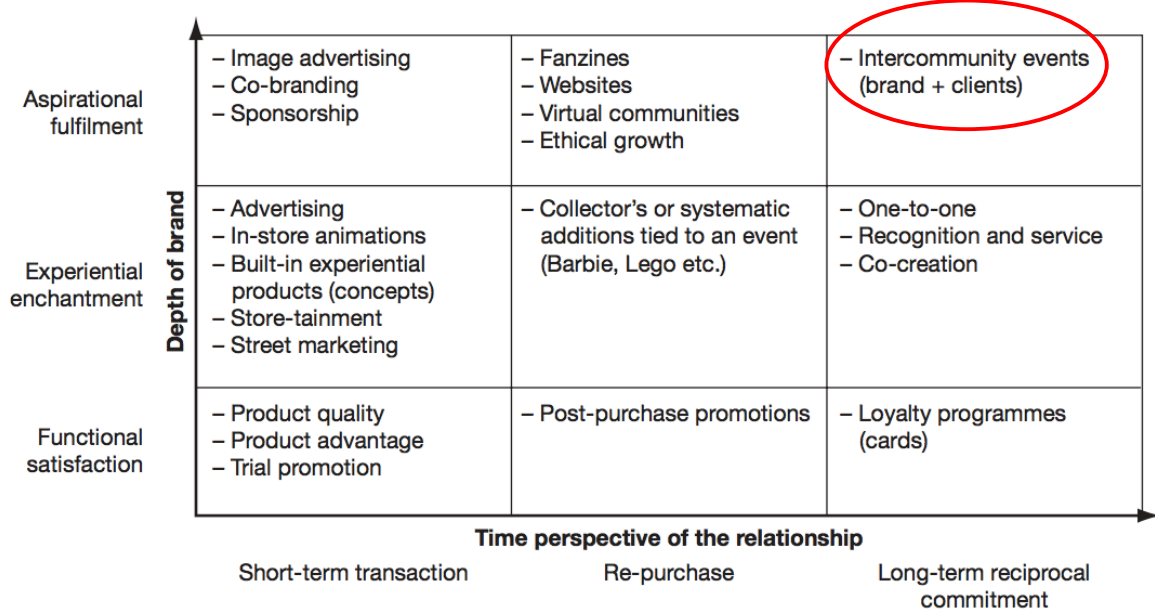 Aspirational
fulfilment
– Image advertising
– Co-branding
– Sponsorship
– Fanzines
– Websites
– Virtual communities
– Ethical growth
– Intercommunity events
(brand + clients)
Depth of brand
Experiential
enchantment
– Advertising
– In-store animations
– Built-in experiential
products (concepts)
– Store-tainment
– Street marketing
– Collector's or systematic
additions tied to an event
(Barbie, Lego etc.)
– One-to-one
– Recognition and service
– Co-creation
Functional
satisfaction
– Product quality
– Product advantage
– Trial promotion
– Post-purchase promotions
– Loyalty programmes
(cards)
Time perspective of the relationship
Short-term transaction
Re-purchase
Long-term reciprocal
commitment